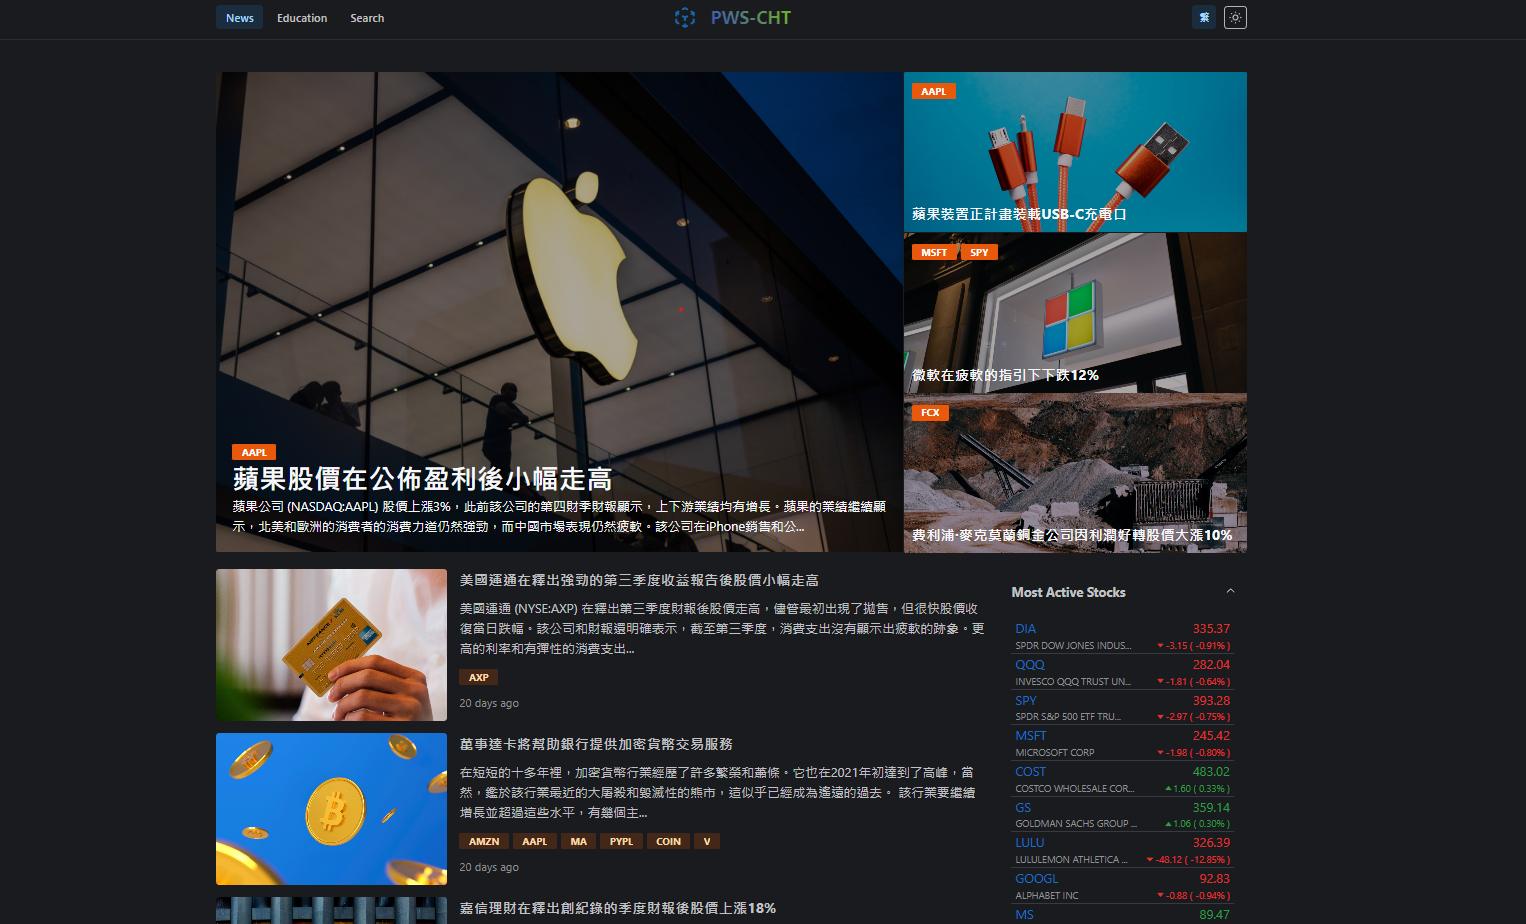 News Education Search
PWS-CHT
繁
AAPL
蘋果股價在公佈盈利後小幅走高
蘋果公司 (NASDAQ:AAPL) 股價上漲3%，此前該公司的第四財季財報顯示，上下游業績均有增長。蘋果的業績繼續顯
示，北美和歐洲的消費者的消費力道仍然強勁，而中國市場表現仍然疲軟。該公司在iPhone銷售和公...
AAPL
蘋果裝置正計畫裝載USB-C充電口
MSFT SPY
微軟在疲軟的指引下下跌12%
FCX
費利浦·麥克莫蘭銅金公司因利潤好轉股價大漲10%
美國運通在釋出強勁的第三季度收益報告後股價小幅走高
美國運通 (NYSE:AXP) 在釋出第三季度財報後股價走高，儘管最初出現了拋售，但很快股價收
復當日跌幅。該公司和財報還明確表示，截至第三季度，消費支出沒有顯示出疲軟的跡象。更
高的利率和有彈性的消費支出...
AXP
20 days ago
萬事達卡將幫助銀行提供加密貨幣交易服務
在短短的十多年裡，加密貨幣行業經歷了許多繁榮和蕭條。它也在2021年初達到了高峰，當
然，鑑於該行業最近的大屠殺和毀滅性的熊市，這似乎已經成為遙遠的過去。 該行業要繼續
增長並超過這些水平，有幾個主...
AMZN AAPL MA PYPL COIN V
20 days ago
嘉信理財在釋出創紀錄的季度財報後股價上漲18%
Most Active Stocks
DIA 335.37
SPDR DOW JONES INDUS... -3.15 ( -0.91% )
QQQ 282.04
INVESCO QQQ TRUST UN... -1.81 ( -0.64% )
SPY 393.28
SPDR S&P 500 ETF TRU... -2.97 ( -0.75% )
MSFT 245.42
MICROSOFT CORP -1.98 ( -0.80% )
COST 483.02
COSTCO WHOLESALE COR... 1.60 ( 0.33% )
GS 359.14
GOLDMAN SACHS GROUP ... 1.06 ( 0.30% )
LULU 326.39
LULULEMON ATHLETICA ... -48.12 ( -12.85% )
GOOGL 92.83
ALPHABET INC -0.88 ( -0.94% )
MS 89.47